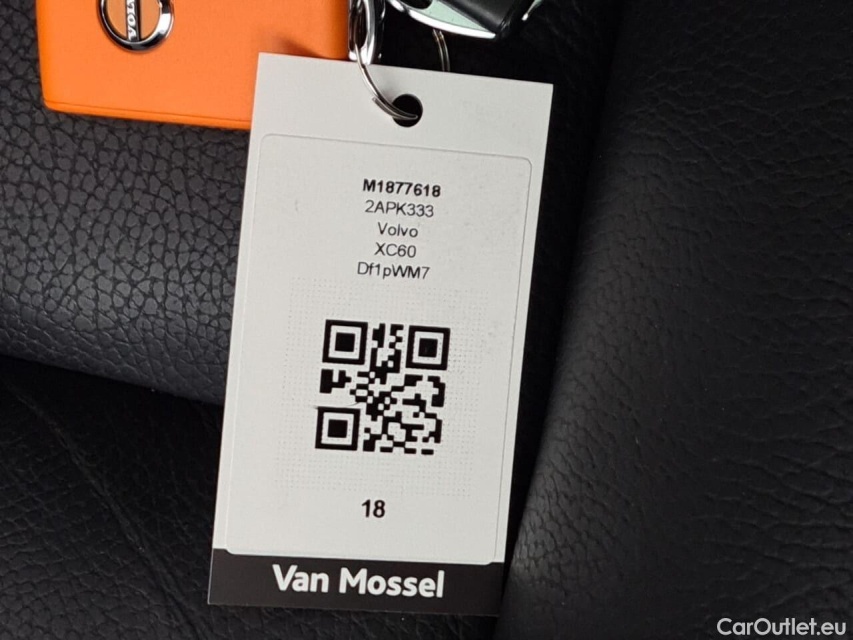 VOLVO
M1877618
2APK333
Volvo
XC60
Df1pWM7
18
Van Mossel
CarOutlet.eu